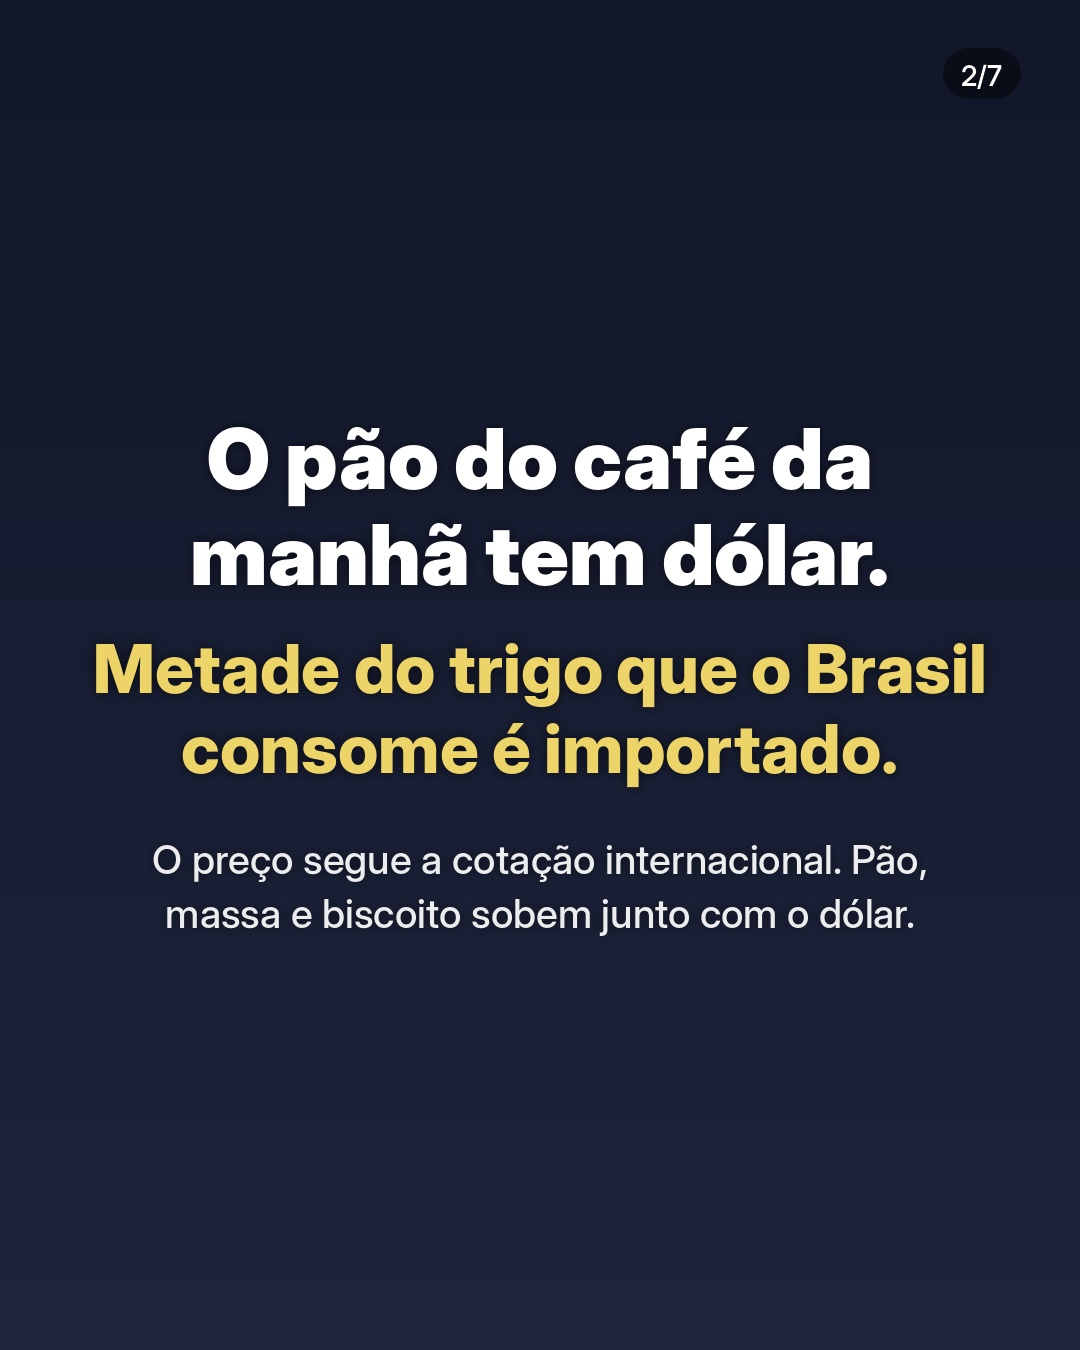 2/7
O pão do café da
manhã tem dólar.
Metade do trigo que o Brasil
consome é importado.
O preço segue a cotação internacional. Pão,
massa e biscoito sobem junto com o dólar.